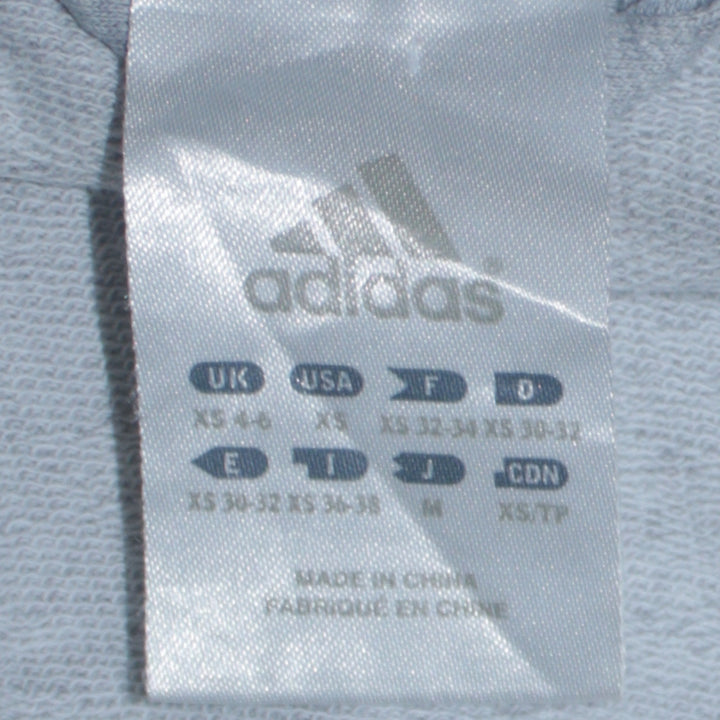 adidas
UK USA F D
XS 4-6 XS XS 32-34 XS 30-32
E I J CDN
XS 30-32 XS 36-38 M XS/TP
MADE IN CHINA
FABRIQUÉ EN CHINE